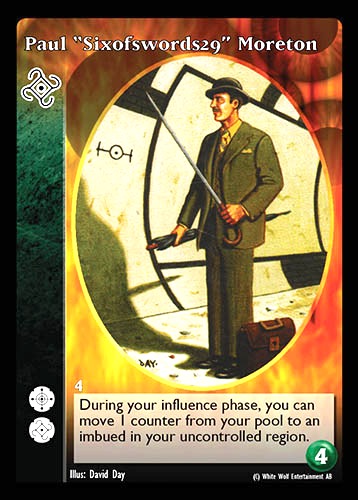 Paul "Sixofswords29" Moreton
DAY.
4
During your influence phase, you can
move 1 counter from your pool to an
imbued in your uncontrolled region.
4
Illus: David Day
(C) White Wolf Entertainment AB